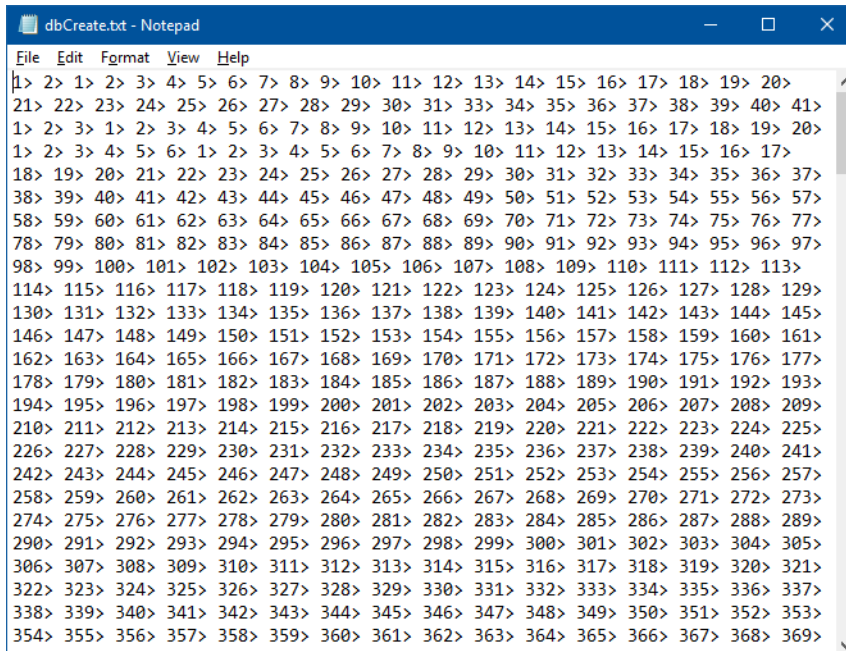 dbCreate.txt - Notepad
File Edit Format View Help
1> 2> 1> 2> 3> 4> 5> 6> 7> 8> 9> 10> 11> 12> 13> 14> 15> 16> 17> 18> 19> 20>
21> 22> 23> 24> 25> 26> 27> 28> 29> 30> 31> 33> 34> 35> 36> 37> 38> 39> 40> 41>
1> 2> 3> 1> 2> 3> 4> 5> 6> 7> 8> 9> 10> 11> 12> 13> 14> 15> 16> 17> 18> 19> 20>
1> 2> 3> 4> 5> 6> 1> 2> 3> 4> 5> 6> 7> 8> 9> 10> 11> 12> 13> 14> 15> 16> 17>
18> 19> 20> 21> 22> 23> 24> 25> 26> 27> 28> 29> 30> 31> 32> 33> 34> 35> 36> 37>
38> 39> 40> 41> 42> 43> 44> 45> 46> 47> 48> 49> 50> 51> 52> 53> 54> 55> 56> 57>
58> 59> 60> 61> 62> 63> 64> 65> 66> 67> 68> 69> 70> 71> 72> 73> 74> 75> 76> 77>
78> 79> 80> 81> 82> 83> 84> 85> 86> 87> 88> 89> 90> 91> 92> 93> 94> 95> 96> 97>
98> 99> 100> 101> 102> 103> 104> 105> 106> 107> 108> 109> 110> 111> 112> 113>
114> 115> 116> 117> 118> 119> 120> 121> 122> 123> 124> 125> 126> 127> 128> 129>
130> 131> 132> 133> 134> 135> 136> 137> 138> 139> 140> 141> 142> 143> 144> 145>
146> 147> 148> 149> 150> 151> 152> 153> 154> 155> 156> 157> 158> 159> 160> 161>
162> 163> 164> 165> 166> 167> 168> 169> 170> 171> 172> 173> 174> 175> 176> 177>
178> 179> 180> 181> 182> 183> 184> 185> 186> 187> 188> 189> 190> 191> 192> 193>
194> 195> 196> 197> 198> 199> 200> 201> 202> 203> 204> 205> 206> 207> 208> 209>
210> 211> 212> 213> 214> 215> 216> 217> 218> 219> 220> 221> 222> 223> 224> 225>
226> 227> 228> 229> 230> 231> 232> 233> 234> 235> 236> 237> 238> 239> 240> 241>
242> 243> 244> 245> 246> 247> 248> 249> 250> 251> 252> 253> 254> 255> 256> 257>
258> 259> 260> 261> 262> 263> 264> 265> 266> 267> 268> 269> 270> 271> 272> 273>
274> 275> 276> 277> 278> 279> 280> 281> 282> 283> 284> 285> 286> 287> 288> 289>
290> 291> 292> 293> 294> 295> 296> 297> 298> 299> 300> 301> 302> 303> 304> 305>
306> 307> 308> 309> 310> 311> 312> 313> 314> 315> 316> 317> 318> 319> 320> 321>
322> 323> 324> 325> 326> 327> 328> 329> 330> 331> 332> 333> 334> 335> 336> 337>
338> 339> 340> 341> 342> 343> 344> 345> 346> 347> 348> 349> 350> 351> 352> 353>
354> 355> 356> 357> 358> 359> 360> 361> 362> 363> 364> 365> 366> 367> 368> 369>